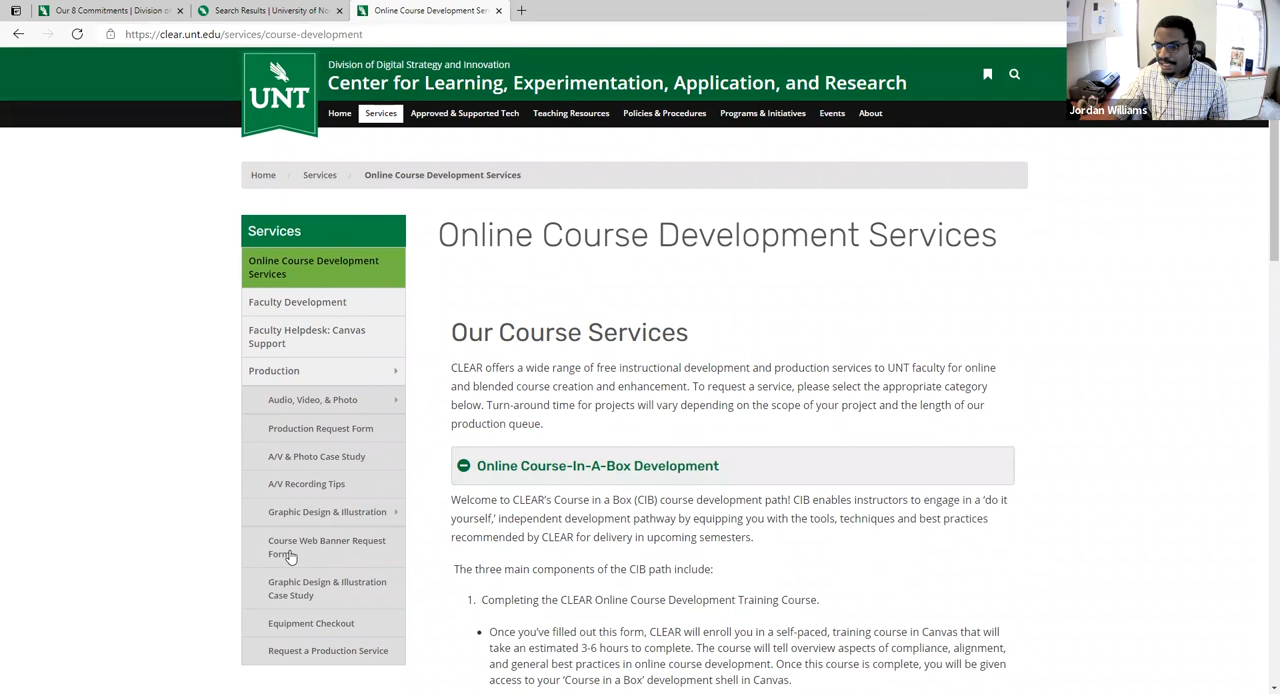 Our 8 Commitments | Division of
Search Results | University of No
Online Course Development Ser
https://clear.unt.edu/services/course-development
Jordan Williams
UNT
Division of Digital Strategy and Innovation
Center for Learning, Experimentation, Application, and Research
Home
Services
Approved & Supported Tech
Teaching Resources
Policies & Procedures
Programs & Initiatives
Events
About
Home / Services / Online Course Development Services
Services
Online Course Development
Services
Faculty Development
Faculty Helpdesk: Canvas
Support
Production
Audio, Video, & Photo
Production Request Form
A/V & Photo Case Study
A/V Recording Tips
Graphic Design & Illustration
Course Web Banner Request
Form
Graphic Design & Illustration
Case Study
Equipment Checkout
Request a Production Service
Online Course Development Services
Our Course Services
CLEAR offers a wide range of free instructional development and production services to UNT faculty for online
and blended course creation and enhancement. To request a service, please select the appropriate category
below. Turn-around time for projects will vary depending on the scope of your project and the length of our
production queue.
Online Course-In-A-Box Development
Welcome to CLEAR's Course in a Box (CIB) course development path! CIB enables instructors to engage in a 'do it
yourself,' independent development pathway by equipping you with the tools, techniques and best practices
recommended by CLEAR for delivery in upcoming semesters.
The three main components of the CIB path include:
1. Completing the CLEAR Online Course Development Training Course.
• Once you've filled out this form, CLEAR will enroll you in a self-paced, training course in Canvas that will
take an estimated 3-6 hours to complete. The course will tell overview aspects of compliance, alignment,
and general best practices in online course development. Once this course is complete, you will be given
access to your 'Course in a Box' development shell in Canvas.